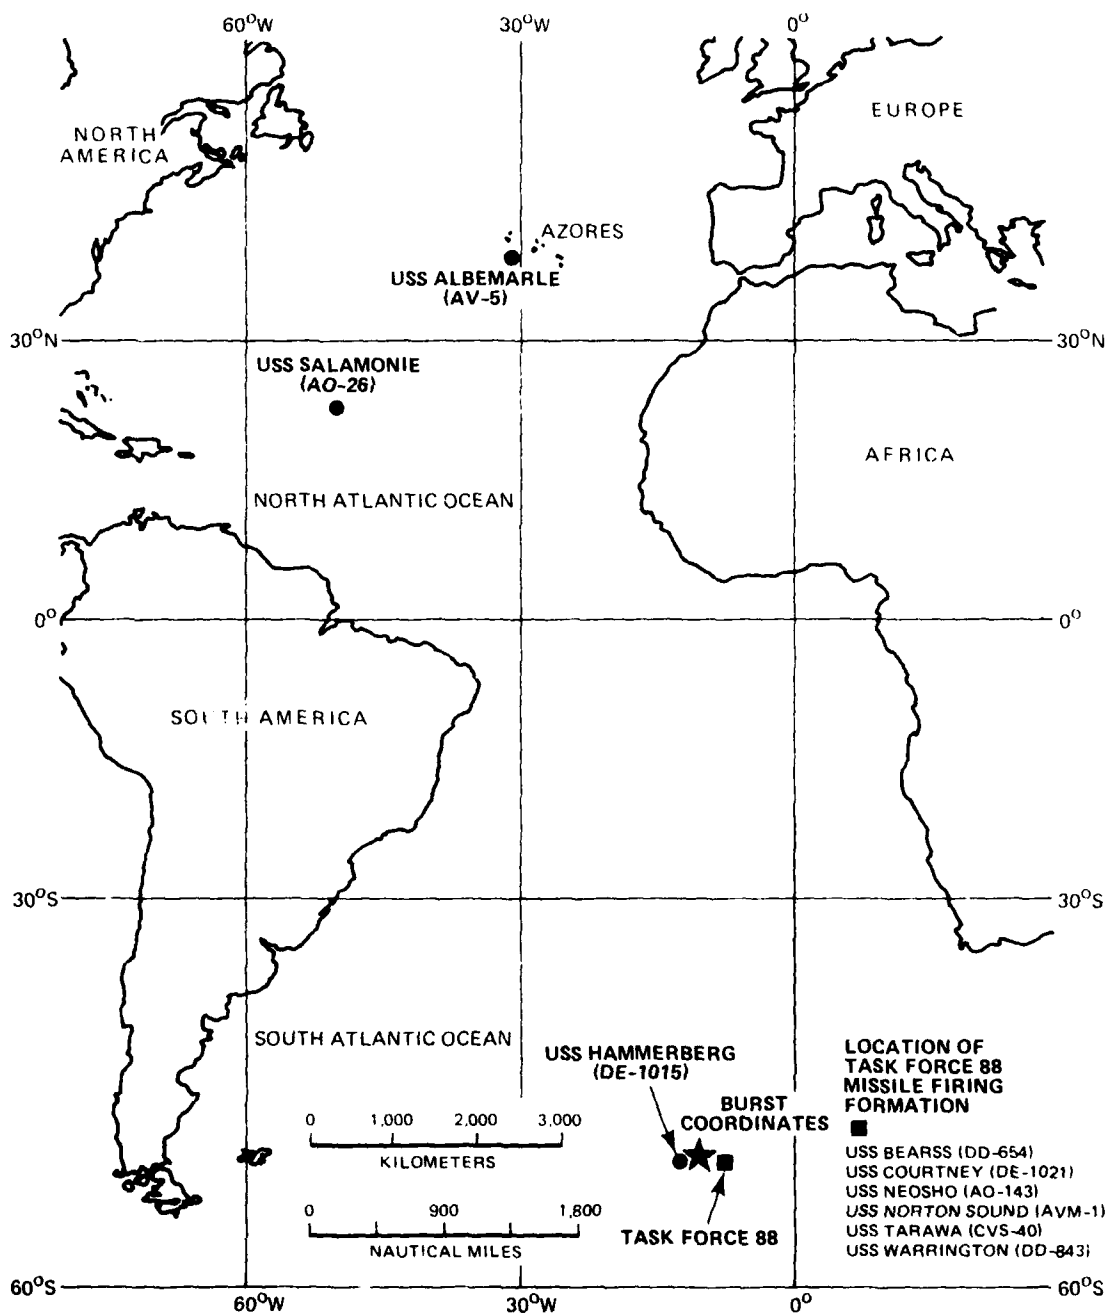 60°W 30°W 0°
NORTH
AMERICA
EUROPE
AZORES
USS ALBEMARLE
(AV-5)
30°N 30°N
USS SALAMONIE
(AO-26)
AFRICA
NORTH ATLANTIC OCEAN
0° 0°
SOUTH AMERICA
30°S 30°S
SOUTH ATLANTIC OCEAN
USS HAMMERBERG
(DE-1015)
BURST
COORDINATES
LOCATION OF
TASK FORCE 88
MISSILE FIRING
FORMATION
0 1,000 2,000 3,000
KILOMETERS
0 900 1,800
NAUTICAL MILES
TASK FORCE 88
USS BEARSS (DD-654)
USS COURTNEY (DE-1021)
USS NEOSHO (AO-143)
USS NORTON SOUND (AVM-1)
USS TARAWA (CVS-40)
USS WARRINGTON (DD-843)
60°S 60°S
60°W 30°W 0°